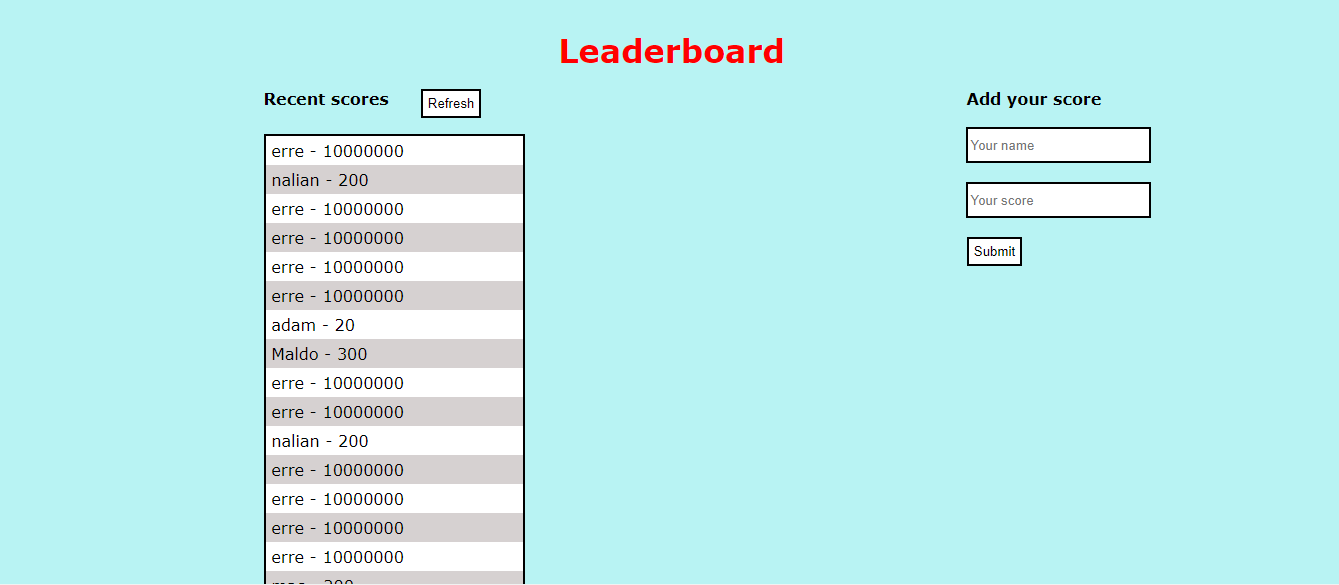 Leaderboard
Recent scores
Refresh
erre - 10000000
nalian - 200
erre - 10000000
erre - 10000000
erre - 10000000
erre - 10000000
adam - 20
Maldo - 300
erre - 10000000
erre - 10000000
nalian - 200
erre - 10000000
erre - 10000000
erre - 10000000
erre - 10000000
Add your score
Your name
Your score
Submit